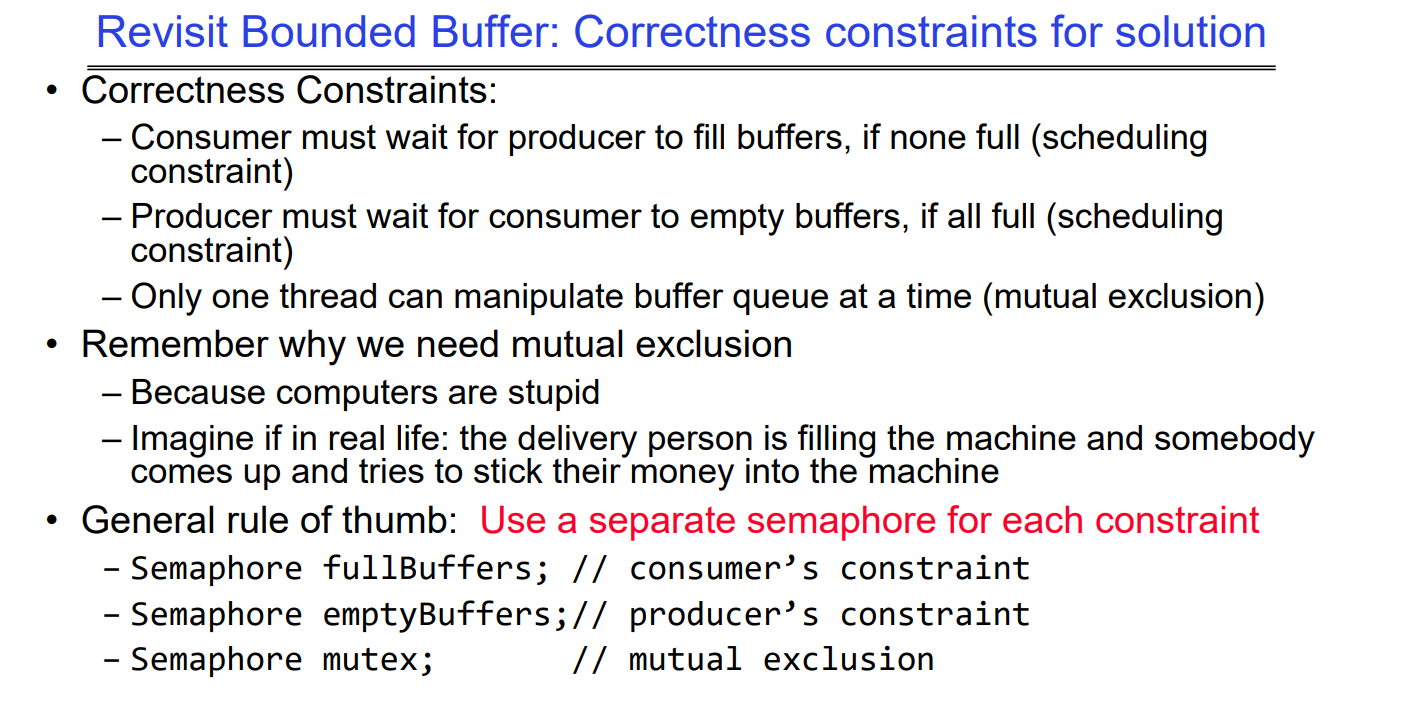 Revisit Bounded Buffer: Correctness constraints for solution
• Correctness Constraints:
– Consumer must wait for producer to fill buffers, if none full (scheduling
constraint)
– Producer must wait for consumer to empty buffers, if all full (scheduling
constraint)
– Only one thread can manipulate buffer queue at a time (mutual exclusion)
• Remember why we need mutual exclusion
– Because computers are stupid
– Imagine if in real life: the delivery person is filling the machine and somebody
comes up and tries to stick their money into the machine
• General rule of thumb: Use a separate semaphore for each constraint
– Semaphore fullBuffers; // consumer’s constraint
– Semaphore emptyBuffers;// producer’s constraint
– Semaphore mutex; // mutual exclusion